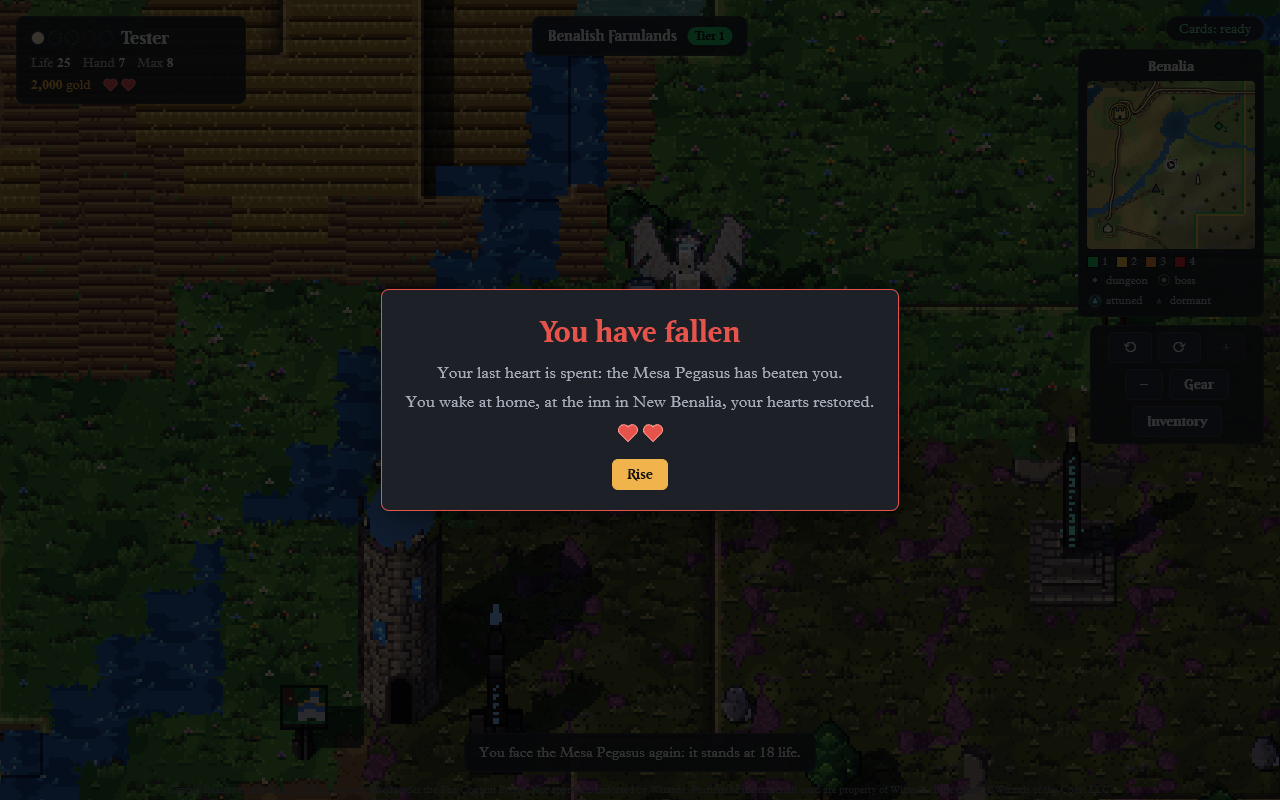 Tester
Life 25 Hand 7 Max 8
2,000 gold
Benalish Farmlands Tier 1
Cards: ready
Benalia
1 2 3 4
dungeon boss
attuned dormant
+
− Gear
Inventory
You have fallen
Your last heart is spent: the Mesa Pegasus has beaten you.
You wake at home, at the inn in New Benalia, your hearts restored.
Rise
You face the Mesa Pegasus again: it stands at 18 life.